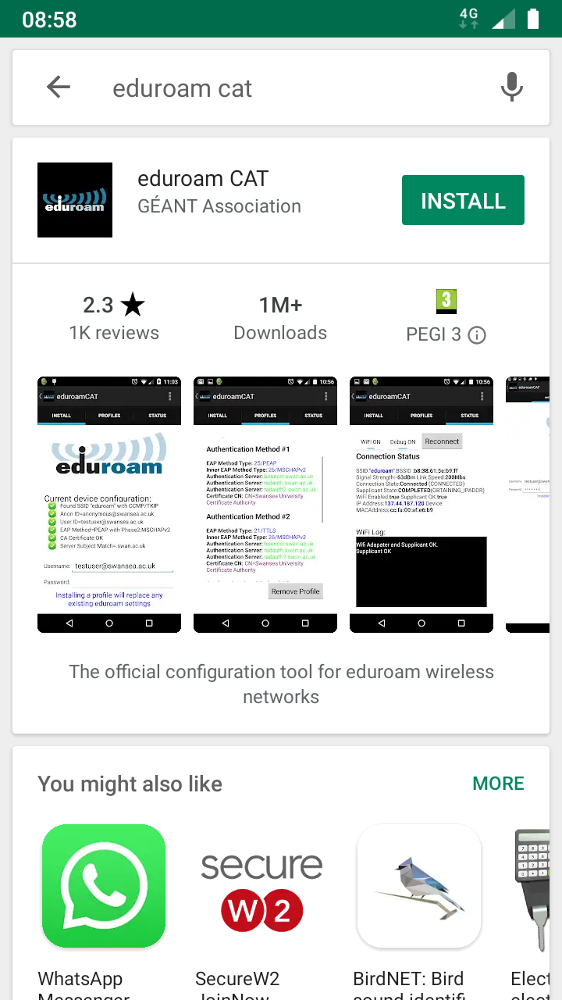 08:58
4G
eduroam cat
eduroam
eduroam CAT
GÉANT Association
INSTALL
2.3 ★
1K reviews
1M+
Downloads
3
PEGI 3
11:03
eduroamCAT
INSTALL PROFILES STATUS
eduroam
Current device configuration:
Found SSID "eduroam" with CCMP/TKIP
Anon ID=anonymous@swansea.ac.uk
User ID=testuser@swansea.ac.uk
EAP Method=PEAP with Phase2:MSCHAPv2
CA Certificate OK
Server Subject Match=.swan.ac.uk
Username: testuser@swansea.ac.uk
Password:
Installing a profile will replace any
existing eduroam settings
10:56
eduroamCAT
INSTALL PROFILES STATUS
Authentication Method #1
EAP Method Type: 25/PEAP
Inner EAP Method Type: 26/MSCHAPv2
Authentication Server: bouncer.swan.ac.uk
Authentication Server: radauth.swan.ac.uk
Authentication Server: radauth2.swan.ac.uk
Certificate CN: CN=Swansea University
Certificate Authority
Authentication Method #2
EAP Method Type: 21/TTLS
Inner EAP Method Type: 26/MSCHAPv2
Authentication Server: bouncer.swan.ac.uk
Authentication Server: radauth.swan.ac.uk
Authentication Server: radauth2.swan.ac.uk
Certificate CN: CN=Swansea University
Certificate Authority
Remove Profile
10:56
eduroamCAT
INSTALL PROFILES STATUS
WiFi ON Debug ON Reconnect
Connection Status
SSID:"eduroam" BSSID :b8:38:61:5e:b9:ff
Signal Strength:-63dBm Link Speed:200Mbs
Connection State:Connected (CONNECTED)
Supplicant State:COMPLETED(OBTAINING_IPADDR)
WiFi Enabled:true Supplicant OK:true
IP Address:137.44.187.120 Device
MACAddress:cc:fa:00:af:e6:b9
WiFi Log:
Wifi Adapater and Supplicant OK.
Supplicant OK
eduroamCAT
The official configuration tool for eduroam wireless
networks
You might also like
MORE
secure
W2
WhatsApp
Messenger
SecureW2
JoinNow
BirdNET: Bird
sound identifi
Elect
elect